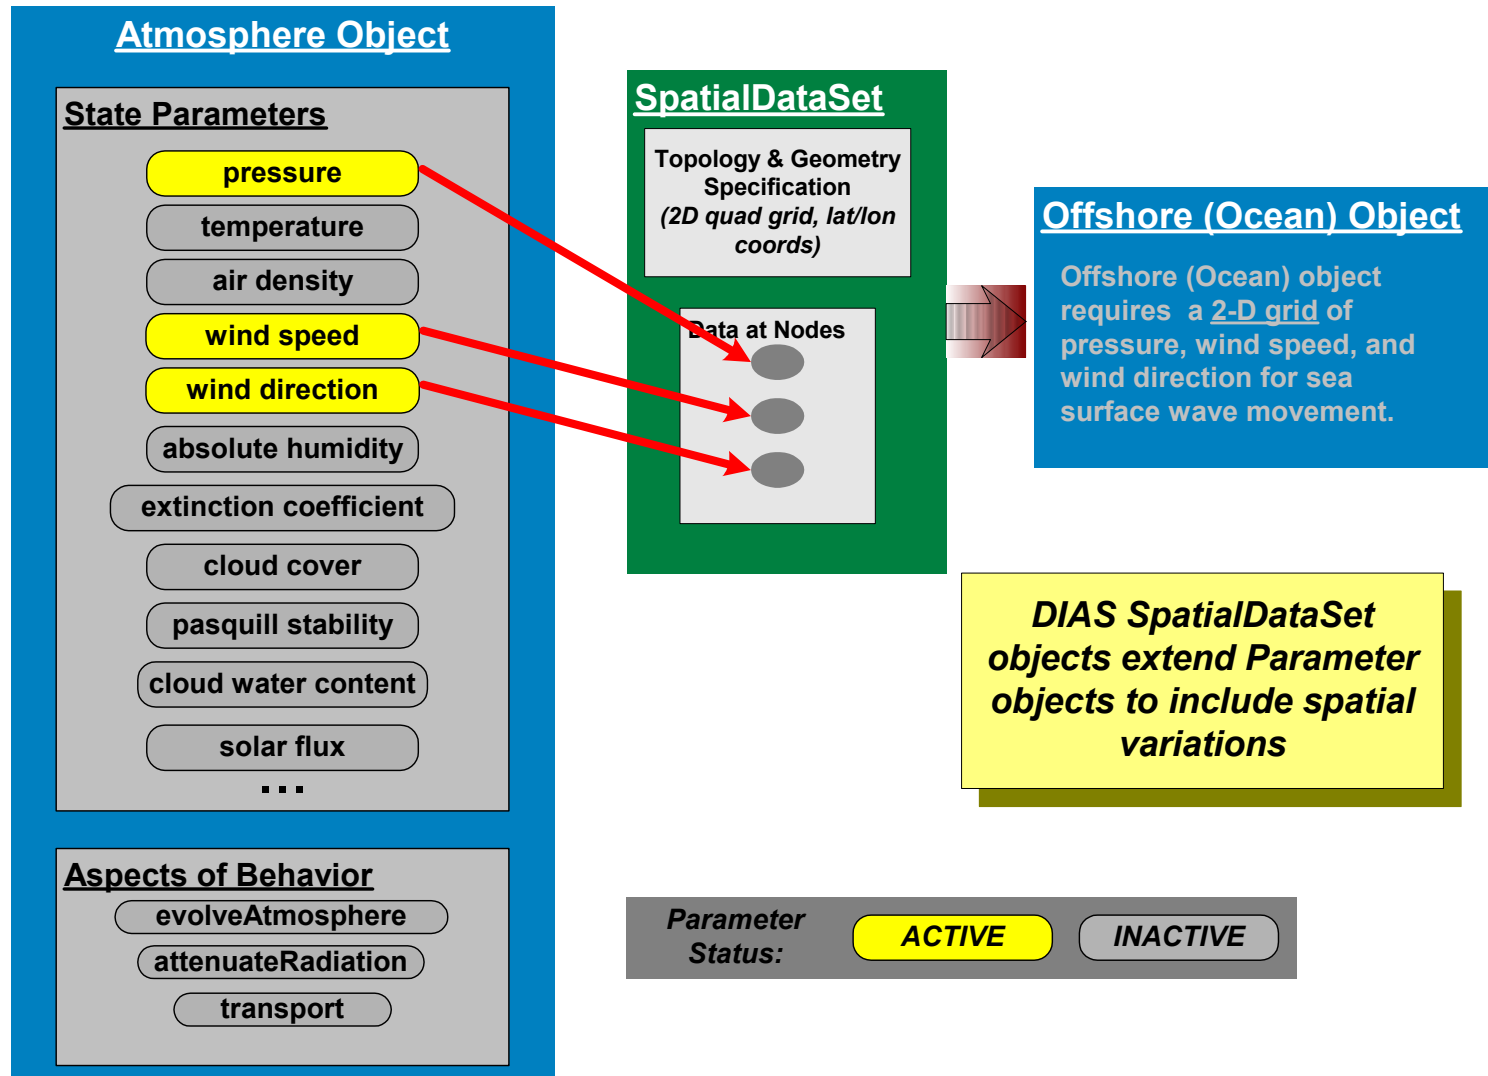 Atmosphere Object
State Parameters
pressure
temperature
air density
wind speed
wind direction
absolute humidity
extinction coefficient
cloud cover
pasquill stability
cloud water content
solar flux
...
Aspects of Behavior
evolveAtmosphere
attenuateRadiation
transport
SpatialDataSet
Topology & Geometry
Specification
(2D quad grid, lat/lon
coords)
Data at Nodes
Offshore (Ocean) Object
Offshore (Ocean) object
requires a 2-D grid of
pressure, wind speed, and
wind direction for sea
surface wave movement.
DIAS SpatialDataSet
objects extend Parameter
objects to include spatial
variations
Parameter
Status:
ACTIVE
INACTIVE